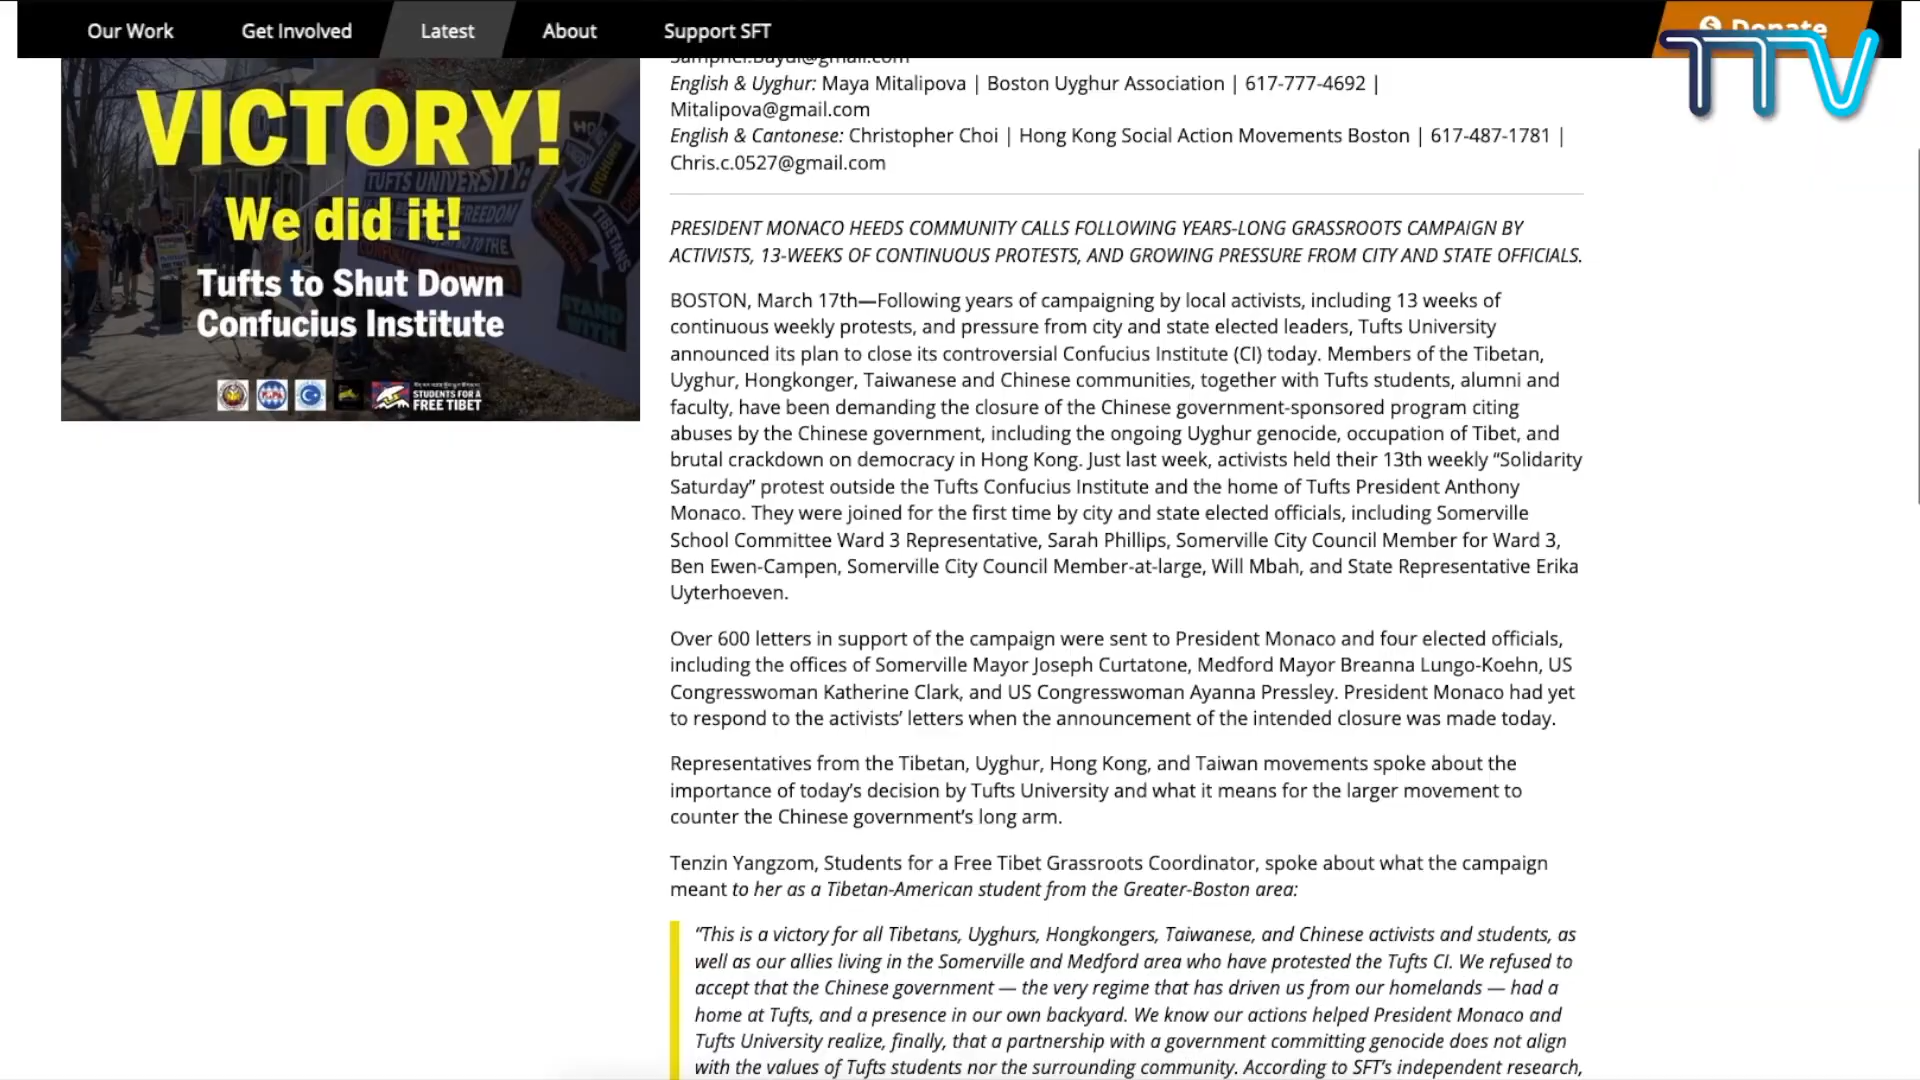 Our Work
Get Involved
Latest
About
Support SFT
Donate
TTV
VICTORY!
We did it!
Tufts to Shut Down
Confucius Institute
TUFTS UNIVERSITY:
FREEDOM
UYGHURS
TIBETANS
STAND
WITH
STUDENTS FOR A
FREE TIBET
English & Uyghur: Maya Mitalipova | Boston Uyghur Association | 617-777-4692 |
Mitalipova@gmail.com
English & Cantonese: Christopher Choi | Hong Kong Social Action Movements Boston | 617-487-1781 |
Chris.c.0527@gmail.com
PRESIDENT MONACO HEEDS COMMUNITY CALLS FOLLOWING YEARS-LONG GRASSROOTS CAMPAIGN BY
ACTIVISTS, 13-WEEKS OF CONTINUOUS PROTESTS, AND GROWING PRESSURE FROM CITY AND STATE OFFICIALS.
BOSTON, March 17th—Following years of campaigning by local activists, including 13 weeks of
continuous weekly protests, and pressure from city and state elected leaders, Tufts University
announced its plan to close its controversial Confucius Institute (CI) today. Members of the Tibetan,
Uyghur, Hongkonger, Taiwanese and Chinese communities, together with Tufts students, alumni and
faculty, have been demanding the closure of the Chinese government-sponsored program citing
abuses by the Chinese government, including the ongoing Uyghur genocide, occupation of Tibet, and
brutal crackdown on democracy in Hong Kong. Just last week, activists held their 13th weekly “Solidarity
Saturday” protest outside the Tufts Confucius Institute and the home of Tufts President Anthony
Monaco. They were joined for the first time by city and state elected officials, including Somerville
School Committee Ward 3 Representative, Sarah Phillips, Somerville City Council Member for Ward 3,
Ben Ewen-Campen, Somerville City Council Member-at-large, Will Mbah, and State Representative Erika
Uyterhoeven.
Over 600 letters in support of the campaign were sent to President Monaco and four elected officials,
including the offices of Somerville Mayor Joseph Curtatone, Medford Mayor Breanna Lungo-Koehn, US
Congresswoman Katherine Clark, and US Congresswoman Ayanna Pressley. President Monaco had yet
to respond to the activists’ letters when the announcement of the intended closure was made today.
Representatives from the Tibetan, Uyghur, Hong Kong, and Taiwan movements spoke about the
importance of today’s decision by Tufts University and what it means for the larger movement to
counter the Chinese government’s long arm.
Tenzin Yangzom, Students for a Free Tibet Grassroots Coordinator, spoke about what the campaign
meant to her as a Tibetan-American student from the Greater-Boston area:
“This is a victory for all Tibetans, Uyghurs, Hongkongers, Taiwanese, and Chinese activists and students, as
well as our allies living in the Somerville and Medford area who have protested the Tufts CI. We refused to
accept that the Chinese government — the very regime that has driven us from our homelands — had a
home at Tufts, and a presence in our own backyard. We know our actions helped President Monaco and
Tufts University realize, finally, that a partnership with a government committing genocide does not align
with the values of Tufts students nor the surrounding community. According to SFT’s independent research,